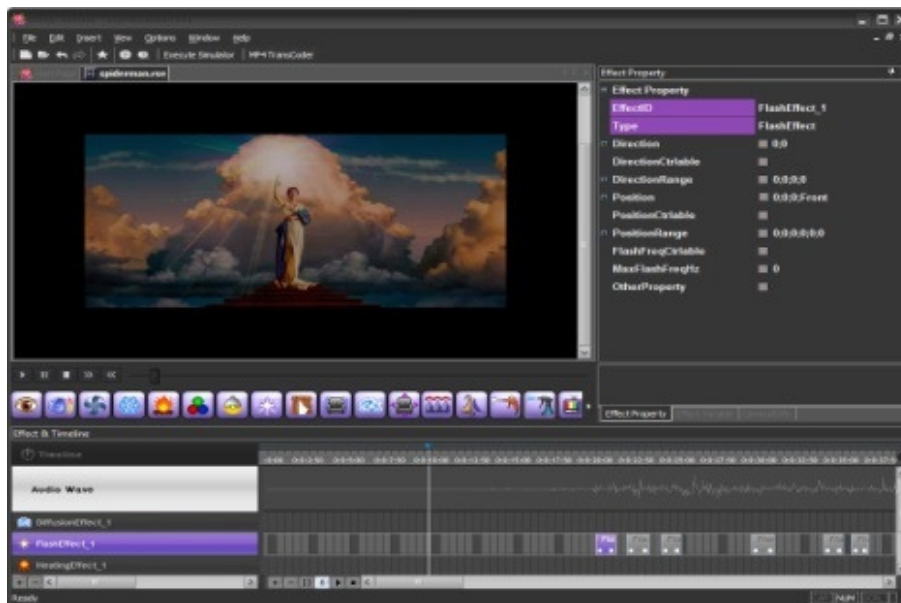 File Edit Insert View Options Window Help
Execute Simulator MP4 TransCoder
spiderman.rse
Effect Property
Effect Property
EffectID FlashEffect_1
Type FlashEffect
Direction 0;0
DirectionCtrlable
DirectionRange 0;0;0;0
Position 0;0;0;Front
PositionCtrlable
PositionRange 0;0;0;0;0;0
FlashFreqCtrlable
MaxFlashFreqHz 0
OtherProperty
Effect Property
Effect & Timeline
Timeline
Audio Wave
DiffusionEffect_1
FlashEffect_1
HeatingEffect_1
Ready
NUM